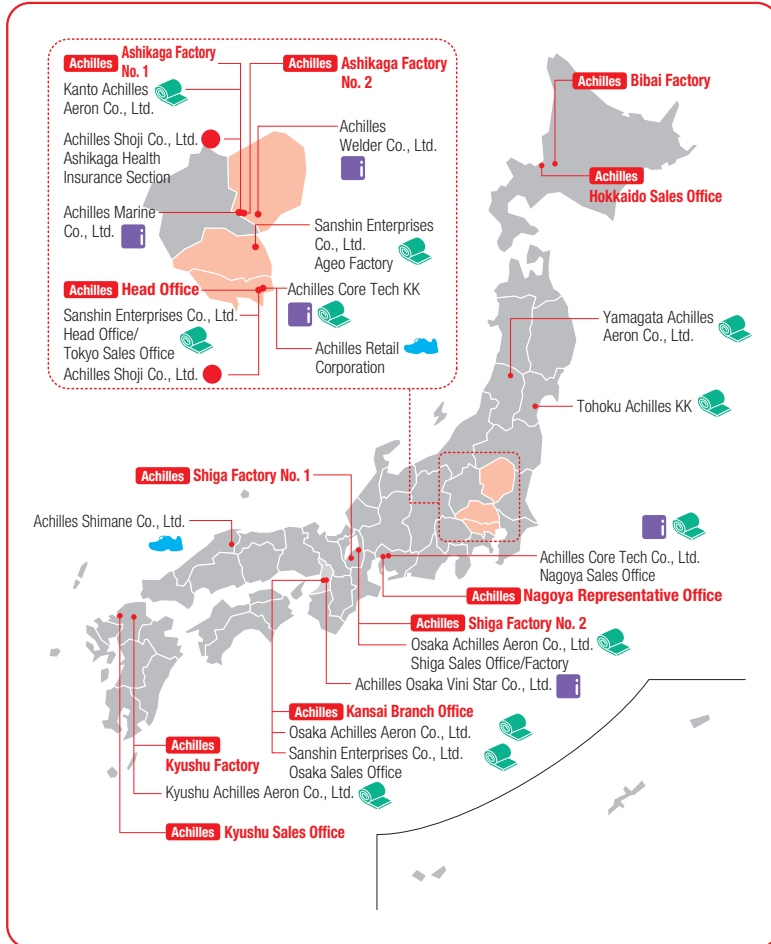 Achilles Ashikaga Factory
No. 1
Kanto Achilles
Aeron Co., Ltd.
Achilles Shoji Co., Ltd.
Ashikaga Health
Insurance Section
Achilles Marine
Co., Ltd.
Achilles Head Office
Sanshin Enterprises Co., Ltd.
Head Office/
Tokyo Sales Office
Achilles Shoji Co., Ltd.
Achilles Ashikaga Factory
No. 2
Achilles
Welder Co., Ltd.
Sanshin Enterprises
Co., Ltd.
Ageo Factory
Achilles Core Tech KK
Achilles Retail
Corporation
Achilles Bibai Factory
Achilles
Hokkaido Sales Office
Yamagata Achilles
Aeron Co., Ltd.
Tohoku Achilles KK
Achilles Shiga Factory No. 1
Achilles Shimane Co., Ltd.
Achilles Core Tech Co., Ltd.
Nagoya Sales Office
Achilles Nagoya Representative Office
Achilles Shiga Factory No. 2
Osaka Achilles Aeron Co., Ltd.
Shiga Sales Office/Factory
Achilles Osaka Vini Star Co., Ltd.
Achilles Kansai Branch Office
Osaka Achilles Aeron Co., Ltd.
Sanshin Enterprises Co., Ltd.
Osaka Sales Office
Achilles
Kyushu Factory
Kyushu Achilles Aeron Co., Ltd.
Achilles Kyushu Sales Office